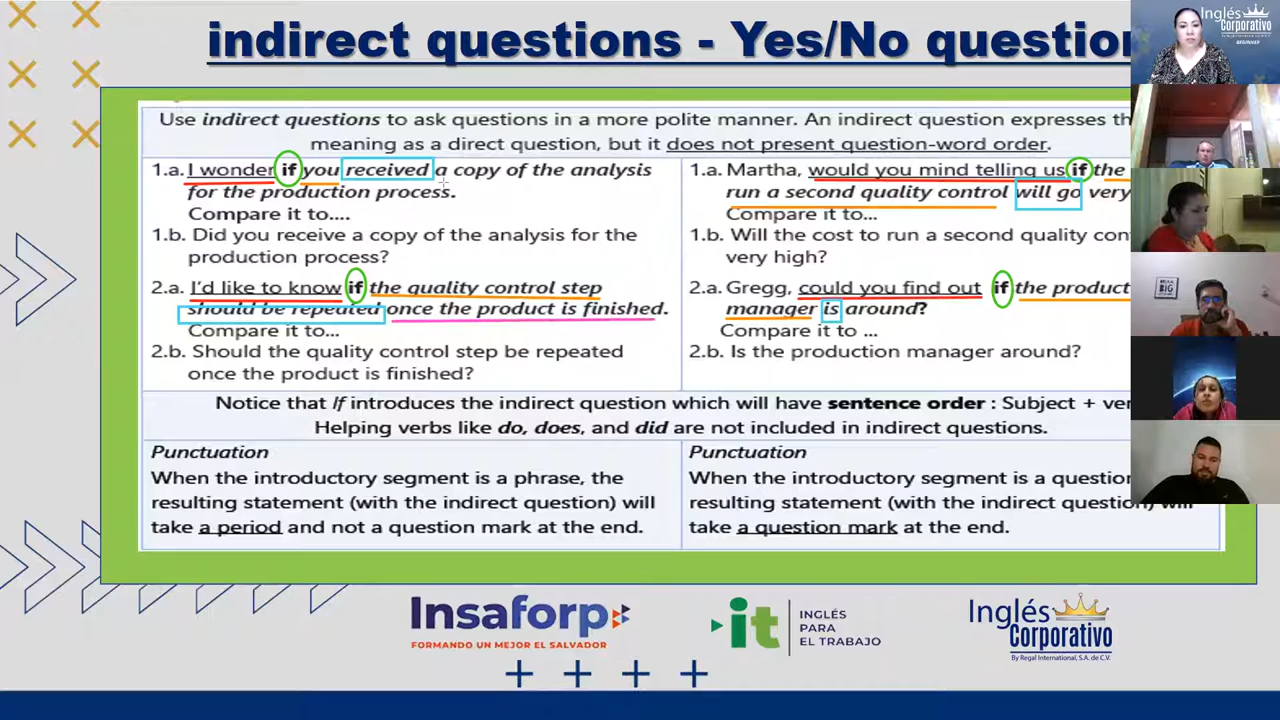 indirect questions - Yes/No question
Use indirect questions to ask questions in a more polite manner. An indirect question expresses
meaning as a direct question, but it does not present question-word order.
1.a. I wonder if you received a copy of the analysis
for the production process.
Compare it to....
1.b. Did you receive a copy of the analysis for the
production process?
2.a. I'd like to know if the quality control step
should be repeated once the product is finished.
Compare it to...
2.b. Should the quality control step be repeated
once the product is finished?
1.a. Martha, would you mind telling us if the
run a second quality control will go very
Compare it to...
1.b. Will the cost to run a second quality
very high?
2.a. Gregg, could you find out if the product
manager is around?
Compare it to ...
2.b. Is the production manager around?
Notice that If introduces the indirect question which will have sentence order : Subject +
Helping verbs like do, does, and did are not included in indirect questions.
Punctuation
When the introductory segment is a phrase, the
resulting statement (with the indirect question) will
take a period and not a question mark at the end.
Punctuation
When the introductory segment is a question
resulting statement (with the indirect question) will
take a question mark at the end.
Insaforp
FORMANDO UN MEJOR EL SALVADOR
it
INGLÉS
PARA
EL TRABAJO
Inglés
Corporativo
By Regal International, S.A. de C.V.
Inglés
Corporativo
BEGINNER